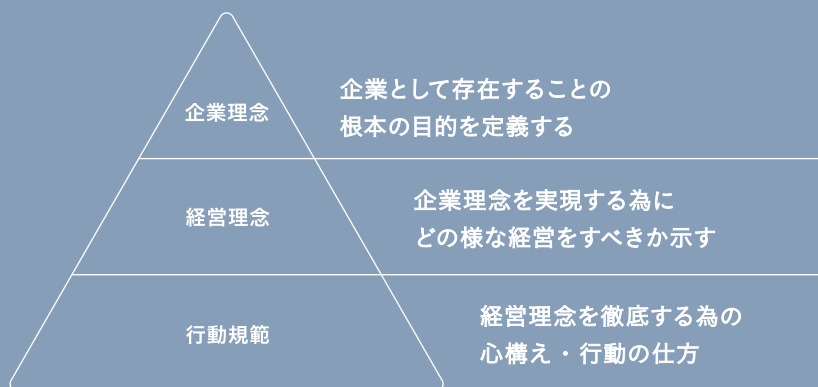 企業理念
企業として存在することの
根本の目的を定義する
経営理念
企業理念を実現する為に
どの様な経営をすべきか示す
行動規範
経営理念を徹底する為の
心構え・行動の仕方